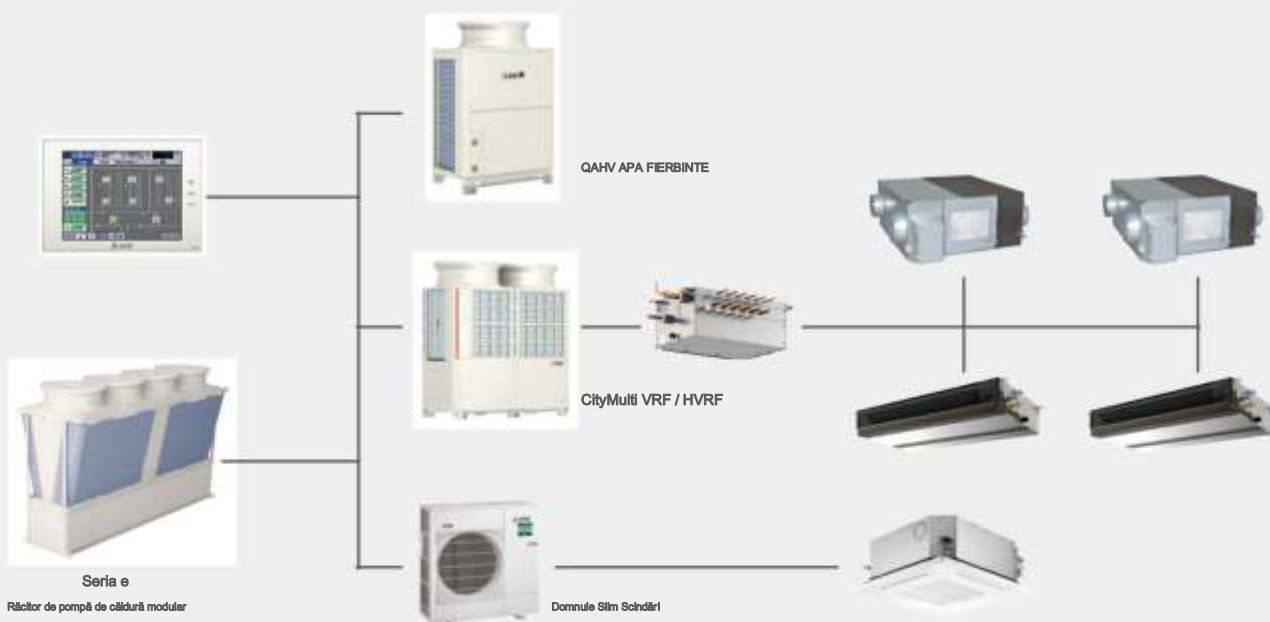 QAHV APA FIERBINTE
CityMulti VRF / HVRF
Seria e
Răcitor de pompă de căldură modular
Domnule Slim Scindări